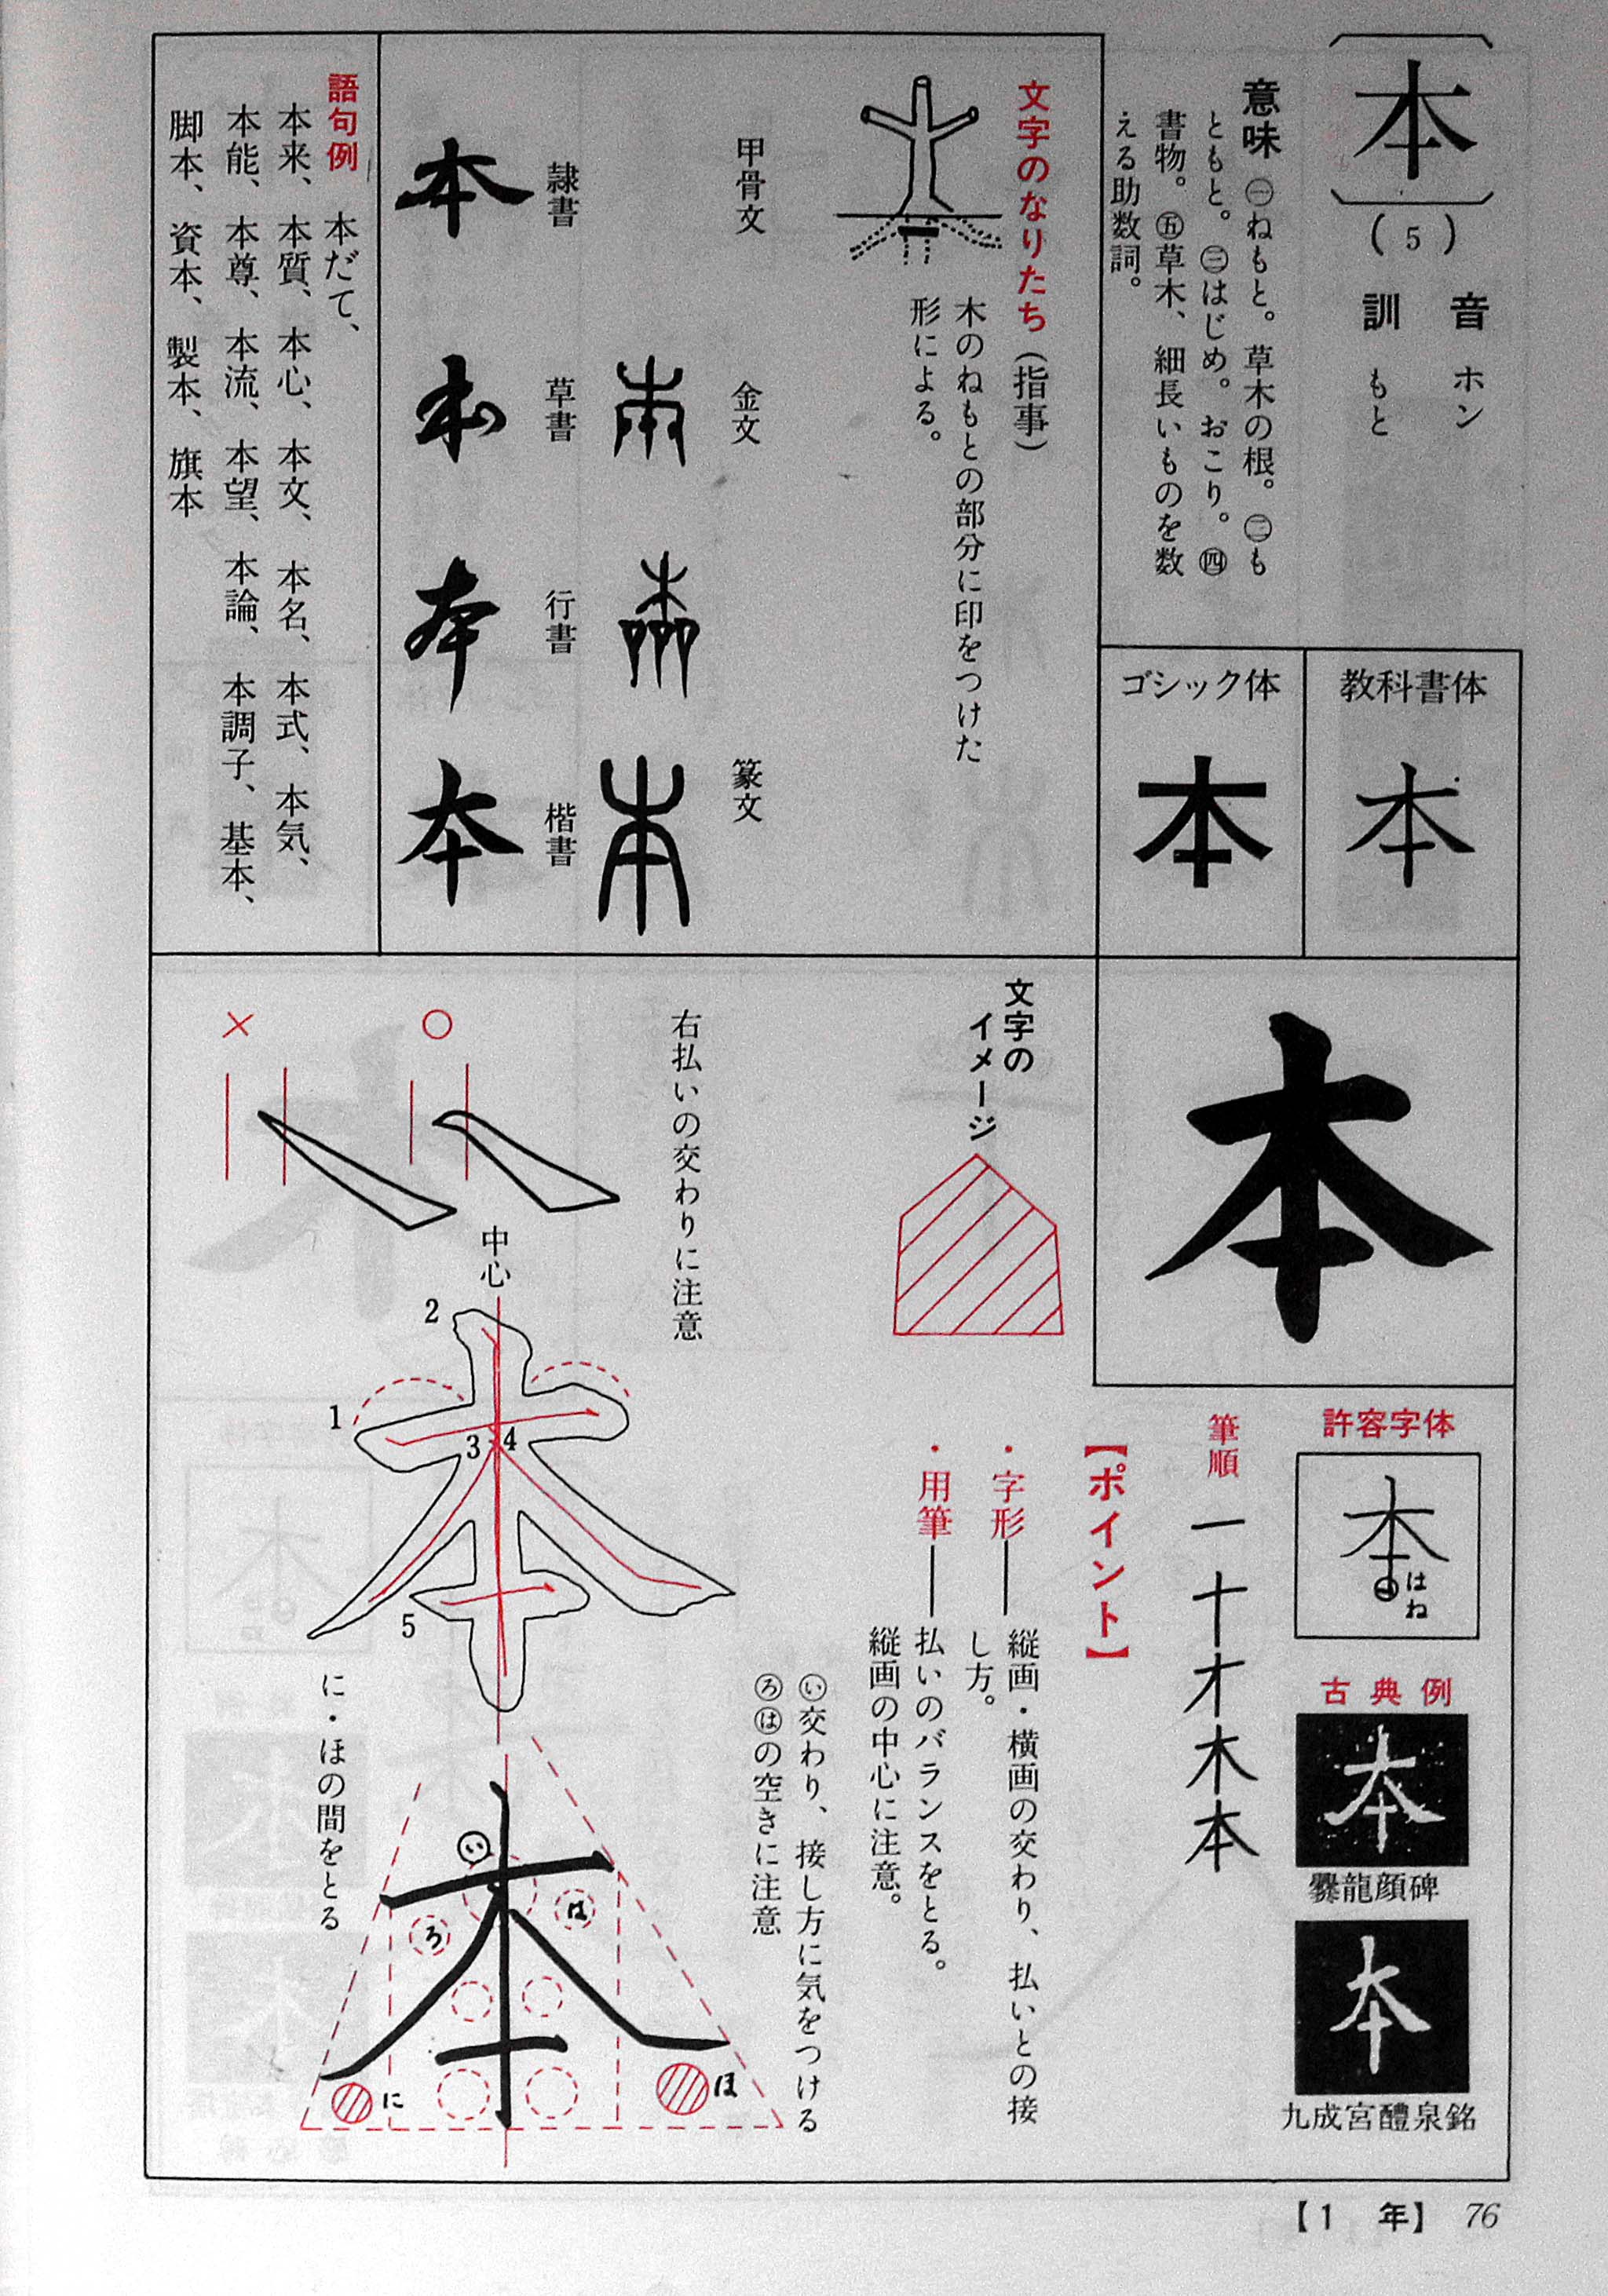 本
(5)
音 ホン
訓 もと
意味 ㊀ねもと。草木の根。㊁も
ともと。㊂はじめ。おこり。㊃
書物。㊄草木、細長いものを数
える助数詞。
教科書体
本
ゴシック体
本
文字のなりたち(指事)
木のねもとの部分に印をつけた
形による。
甲骨文
金文
篆文
隷書
本
草書
本
行書
本
楷書
本
語句例 本だて、
本来、本質、本心、本文、本名、本式、本気、
本能、本尊、本流、本望、本論、本調子、基本、
脚本、資本、製本、旗本
本
許容字体
本
はね
古典例
本
爨龍顔碑
本
九成宮醴泉銘
筆順 一十才木本
【ポイント】
・字形――縦画・横画の交わり、払いとの接
し方。
・用筆――払いのバランスをとる。
縦画の中心に注意。
文字の
イメージ
右払いの交わりに注意
○
×
中心
1
2
3
4
5
㋑交わり、接し方に気をつける
ろはの空きに注意
い
ろ
は
に
ほ
に・ほの間をとる
【1 年】 76